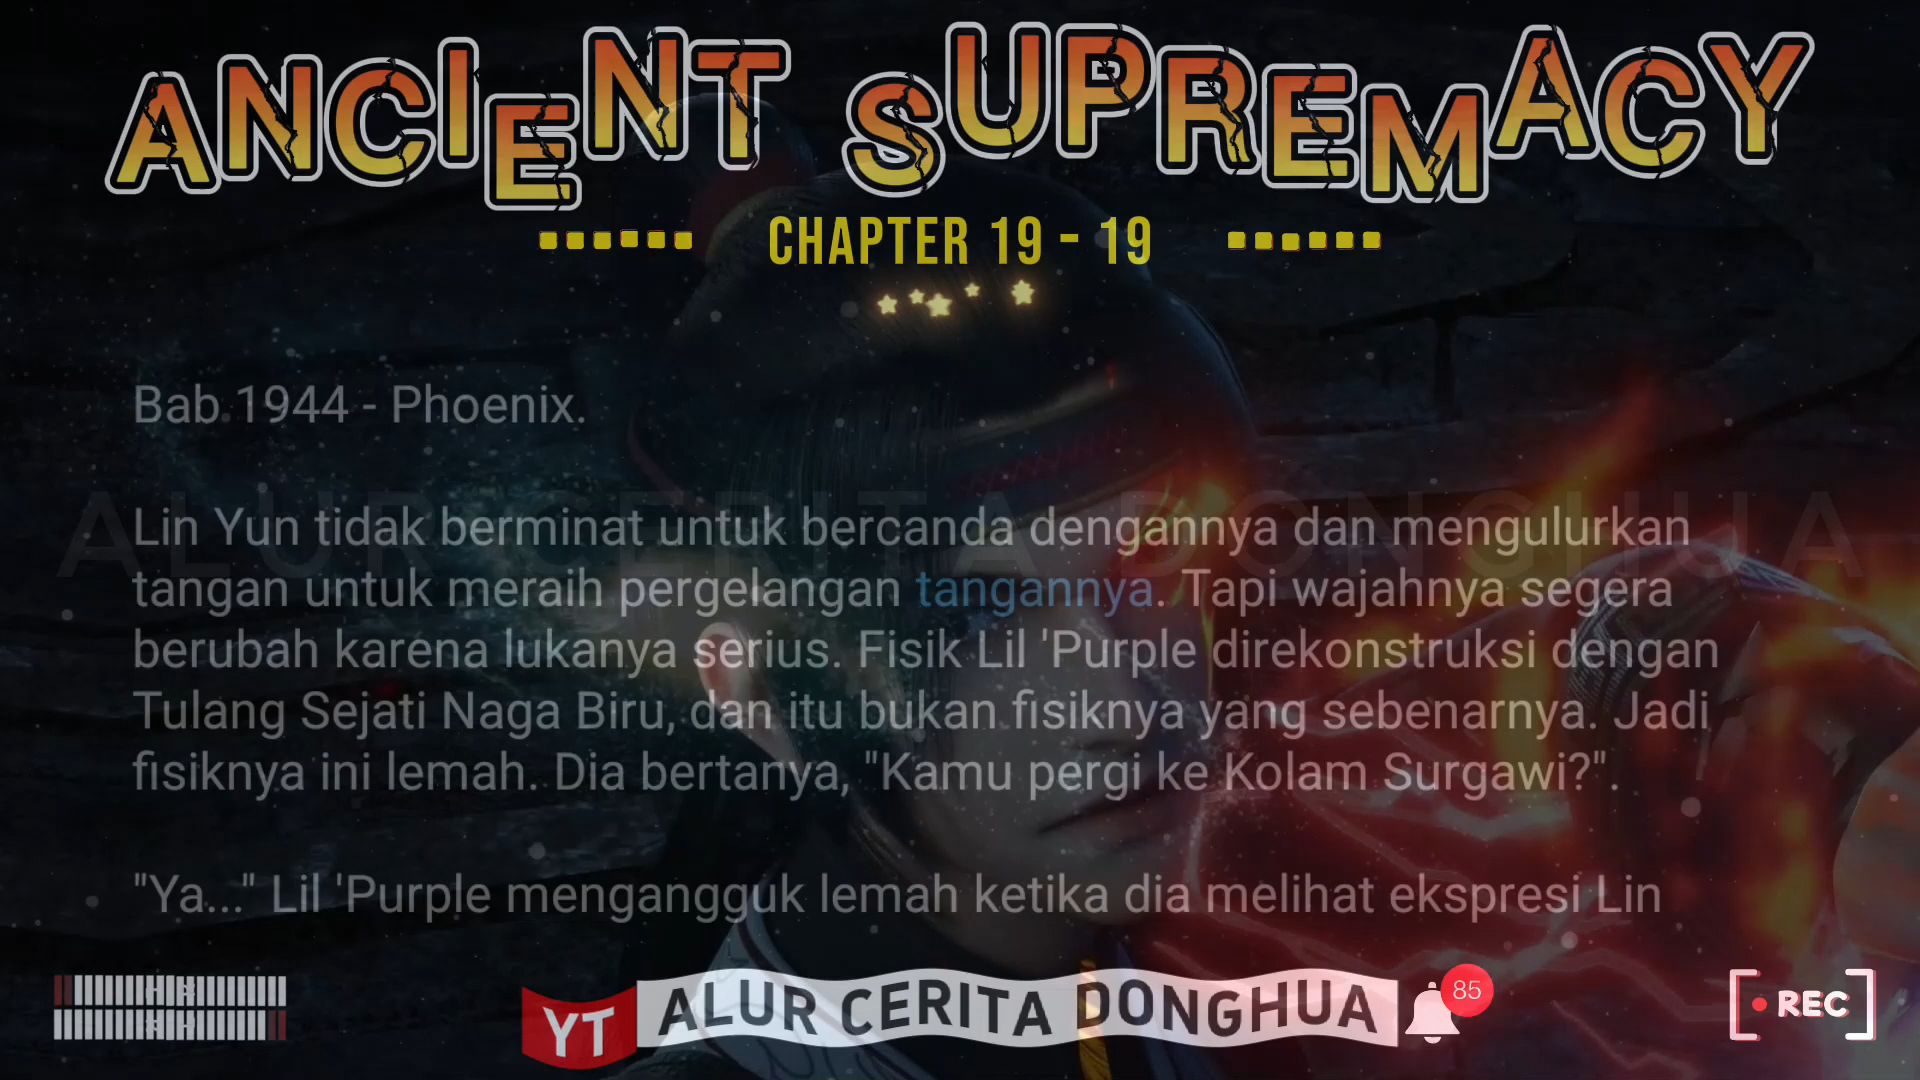 ANCIENT SUPREMACY
CHAPTER 19 - 19
Bab 1944 - Phoenix.
ALUR CERITA DONGHUA
Lin Yun tidak berminat untuk bercanda dengannya dan mengulurkan
tangan untuk meraih pergelangan tangannya. Tapi wajahnya segera
berubah karena lukanya serius. Fisik Lil 'Purple direkonstruksi dengan
Tulang Sejati Naga Biru, dan itu bukan fisiknya yang sebenarnya. Jadi
fisiknya ini lemah. Dia bertanya, "Kamu pergi ke Kolam Surgawi?".
"Ya..." Lil 'Purple mengangguk lemah ketika dia melihat ekspresi Lin
YT ALUR CERITA DONGHUA 85
REC